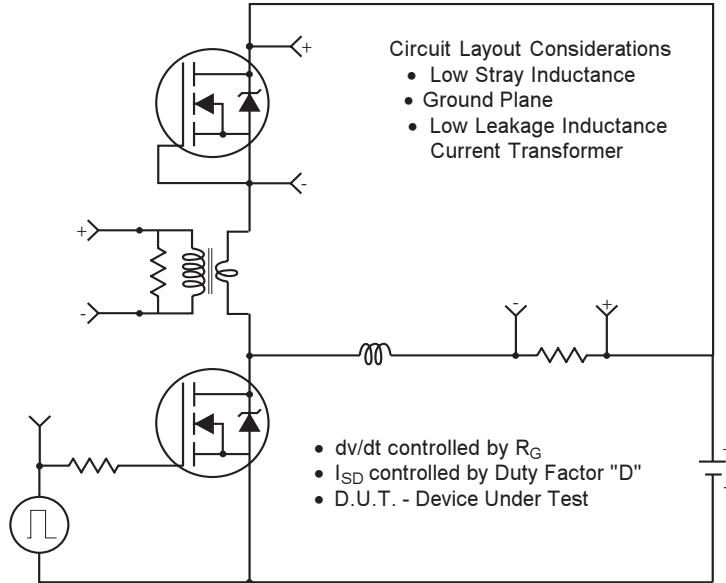 +
Circuit Layout Considerations
• Low Stray Inductance
• Ground Plane
• Low Leakage Inductance
Current Transformer
-
+
-
- +
• dv/dt controlled by RG
• ISD controlled by Duty Factor "D"
• D.U.T. - Device Under Test
+
-